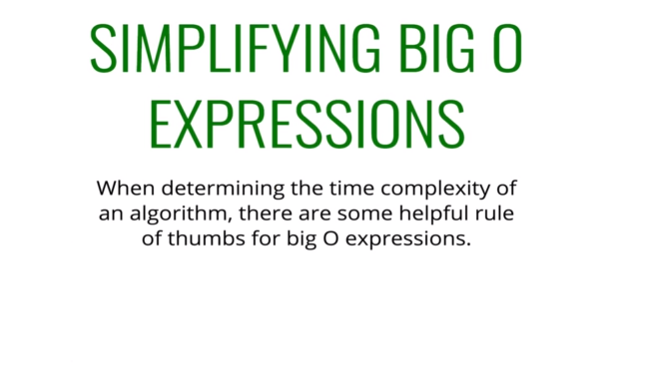 SIMPLIFYING BIG O
EXPRESSIONS
When determining the time complexity of
an algorithm, there are some helpful rule
of thumbs for big O expressions.